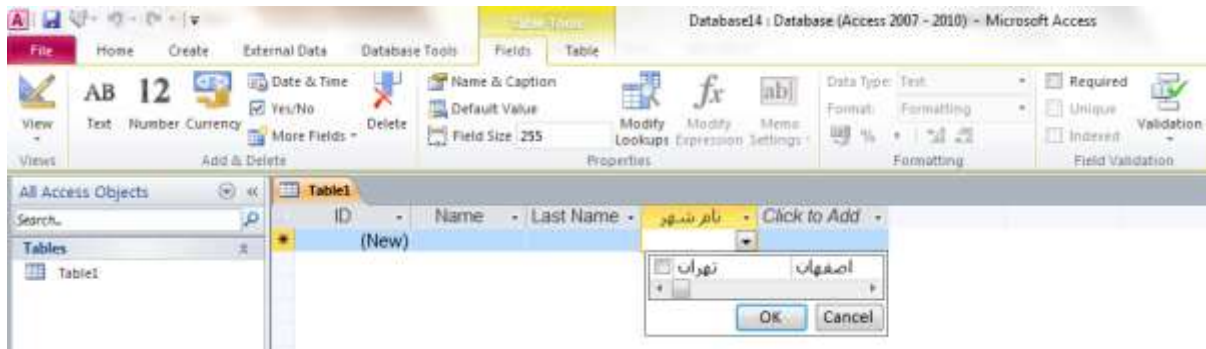 Table Tools
Database14 : Database (Access 2007 - 2010) - Microsoft Access
File Home Create External Data Database Tools Fields Table
AB Text
12 Number
Currency
View
Date & Time
Yes/No
More Fields
Delete
Name & Caption
Default Value
Field Size 255
Modify Lookups
fx Modify Expression
ab| Memo Settings
Data Type: Text
Format: Formatting
%
Required
Unique
Indexed
Validation
Views Add & Delete Properties Formatting Field Validation
All Access Objects
Search..
Tables
Table1
Table1
ID Name Last Name نام شهر Click to Add
(New)
تهران اصفهان
OK Cancel